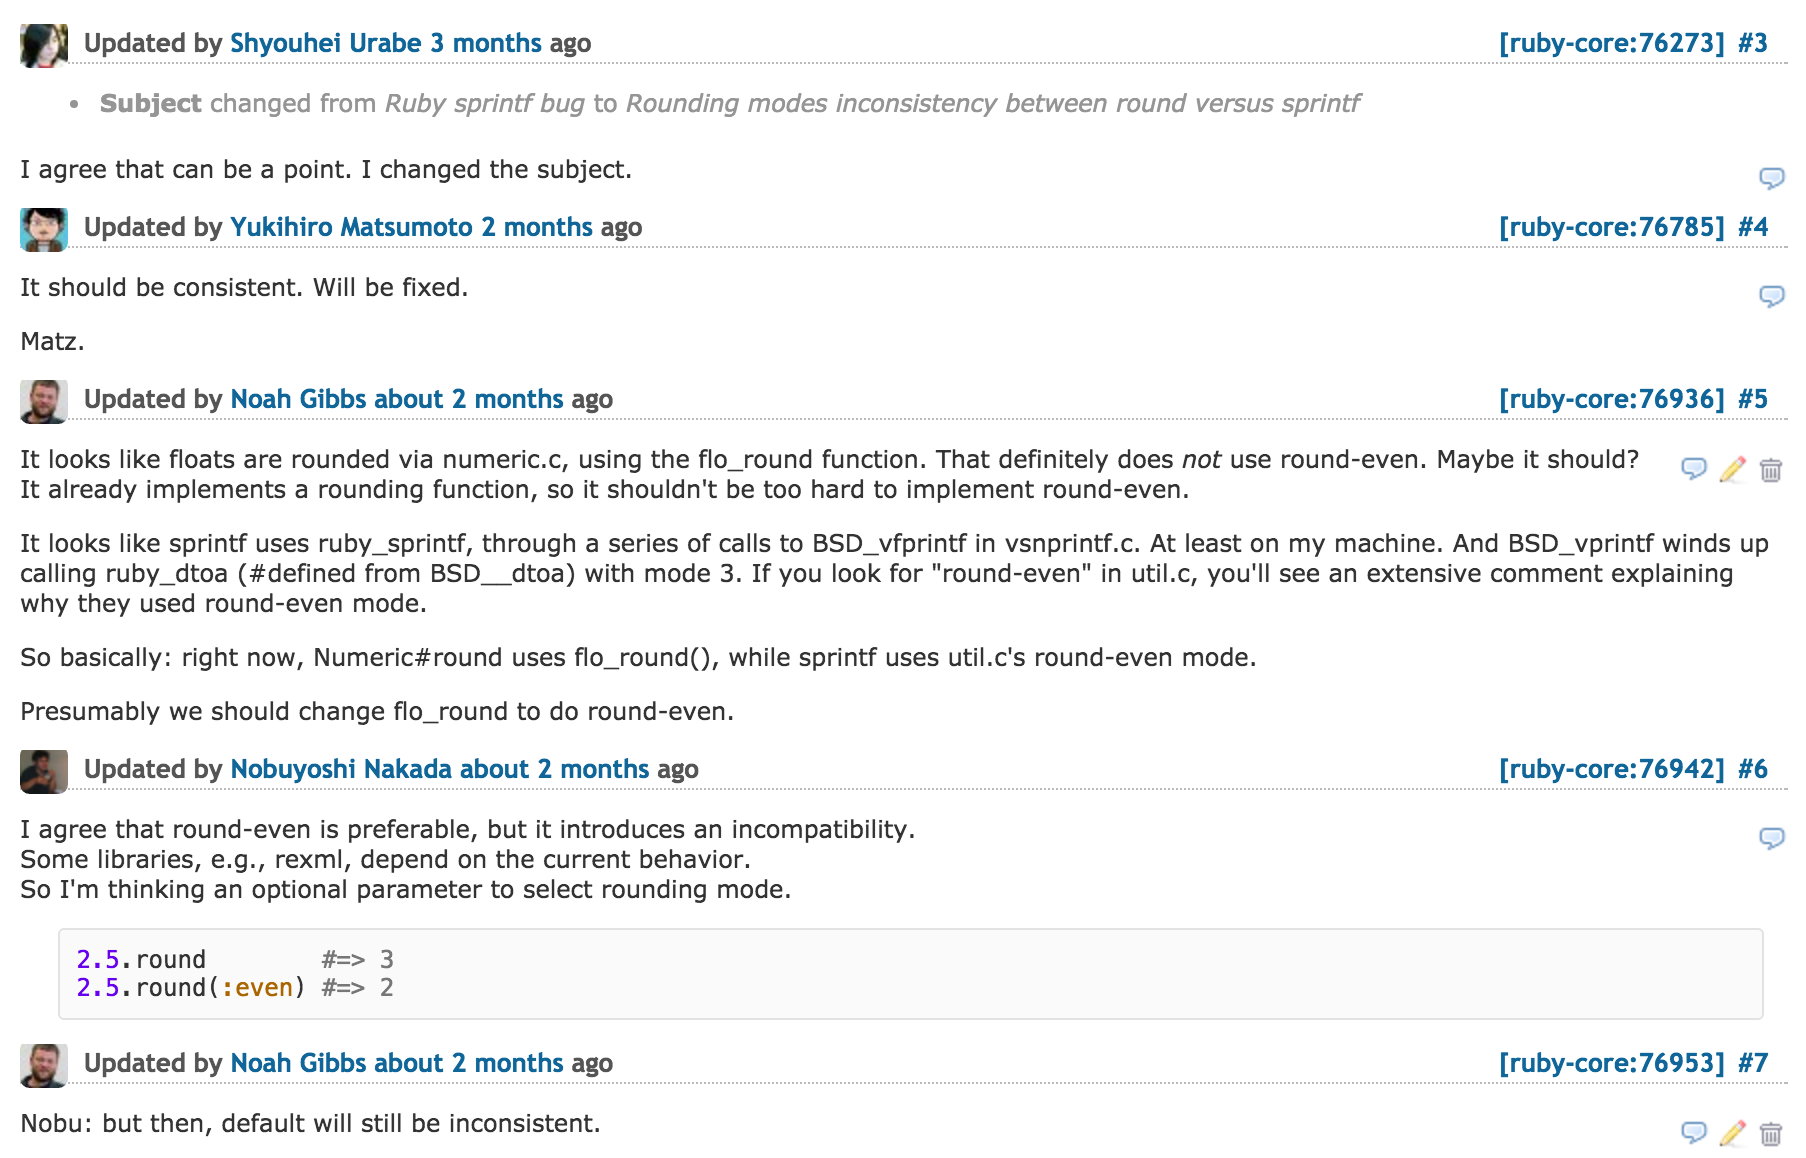 Updated by Shyouhei Urabe 3 months ago [ruby-core:76273] #3
• Subject changed from Ruby sprintf bug to Rounding modes inconsistency between round versus sprintf
I agree that can be a point. I changed the subject.
Updated by Yukihiro Matsumoto 2 months ago [ruby-core:76785] #4
It should be consistent. Will be fixed.
Matz.
Updated by Noah Gibbs about 2 months ago [ruby-core:76936] #5
It looks like floats are rounded via numeric.c, using the flo_round function. That definitely does not use round-even. Maybe it should?
It already implements a rounding function, so it shouldn't be too hard to implement round-even.
It looks like sprintf uses ruby_sprintf, through a series of calls to BSD_vfprintf in vsnprintf.c. At least on my machine. And BSD_vprintf winds up
calling ruby_dtoa (#defined from BSD__dtoa) with mode 3. If you look for "round-even" in util.c, you'll see an extensive comment explaining
why they used round-even mode.
So basically: right now, Numeric#round uses flo_round(), while sprintf uses util.c's round-even mode.
Presumably we should change flo_round to do round-even.
Updated by Nobuyoshi Nakada about 2 months ago [ruby-core:76942] #6
I agree that round-even is preferable, but it introduces an incompatibility.
Some libraries, e.g., rexml, depend on the current behavior.
So I'm thinking an optional parameter to select rounding mode.
2.5.round        #=> 3
2.5.round(:even) #=> 2
Updated by Noah Gibbs about 2 months ago [ruby-core:76953] #7
Nobu: but then, default will still be inconsistent.